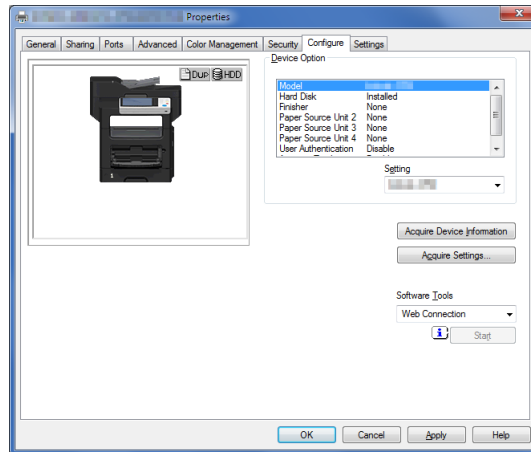 Properties
General Sharing Ports Advanced Color Management Security Configure Settings
Device Option
Dup HDD
Model
Hard Disk Installed
Finisher None
Paper Source Unit 2 None
Paper Source Unit 3 None
Paper Source Unit 4 None
User Authentication Disable
1
Setting
Acquire Device Information
Acquire Settings...
Software Tools
Web Connection
Start
OK Cancel Apply Help